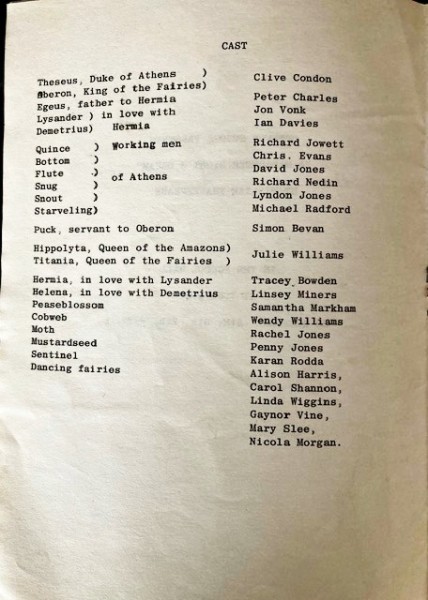 CAST
Theseus, Duke of Athens )
Oberon, King of the Fairies) Clive Condon
Egeus, father to Hermia Peter Charles
Lysander ) in love with Jon Vonk
Demetrius) Hermia Ian Davies
Quince ) Working men Richard Jowett
Bottom ) Chris. Evans
Flute ) of Athens David Jones
Snug ) Richard Nedin
Snout ) Lyndon Jones
Starveling) Michael Radford
Puck, servant to Oberon Simon Bevan
Hippolyta, Queen of the Amazons)
Titania, Queen of the Fairies ) Julie Williams
Hermia, in love with Lysander Tracey Bowden
Helena, in love with Demetrius Linsey Miners
Peaseblossom Samantha Markham
Cobweb Wendy Williams
Moth Rachel Jones
Mustardseed Penny Jones
Sentinel Karan Rodda
Dancing fairies Alison Harris,
Carol Shannon,
Linda Wiggins,
Gaynor Vine,
Mary Slee,
Nicola Morgan.